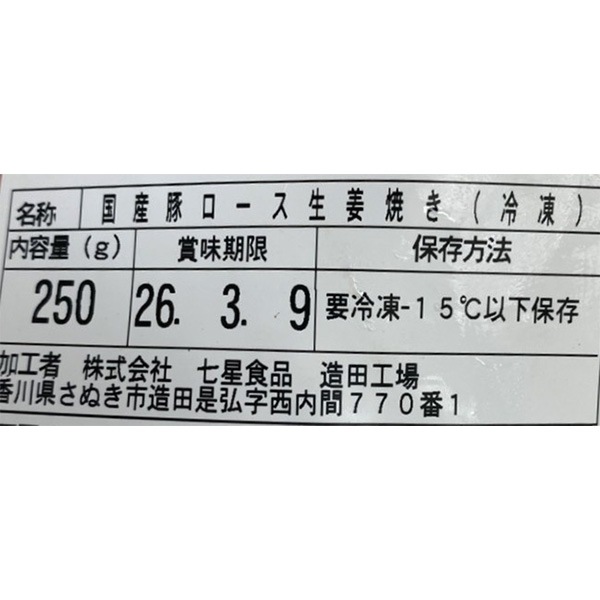 名称 国産豚ロース生姜焼き(冷凍)
内容量(g) 賞味期限 保存方法
250 26. 3. 9 要冷凍-15℃以下保存
加工者 株式会社 七星食品 造田工場
香川県さぬき市造田是弘字西内間770番1